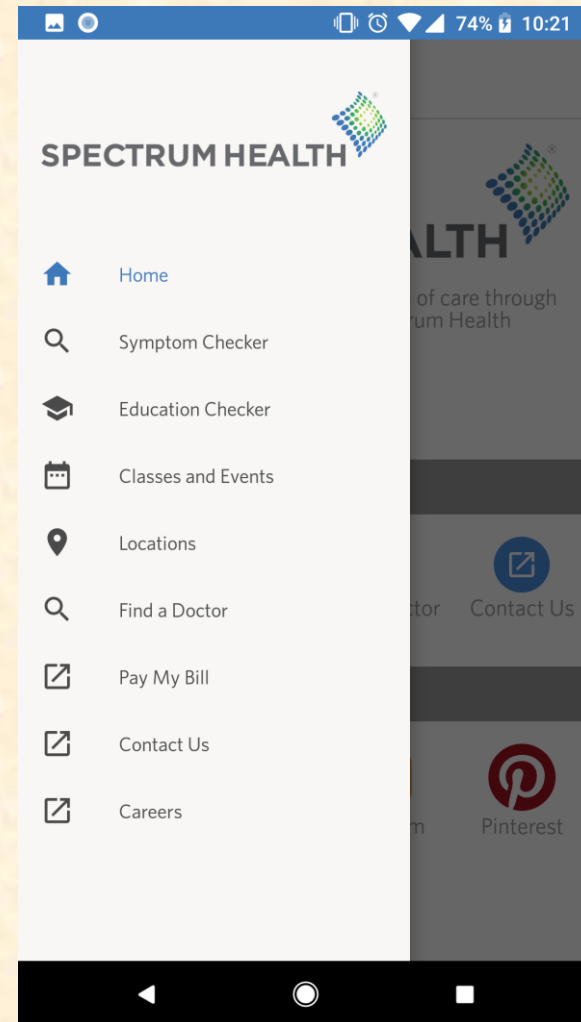 74% 10:21
SPECTRUM HEALTH
®
Home
Symptom Checker
Education Checker
Classes and Events
Locations
Find a Doctor
Pay My Bill
Contact Us
Careers
®
ALTH
of care through
rum Health
ctor
Contact Us
m
Pinterest